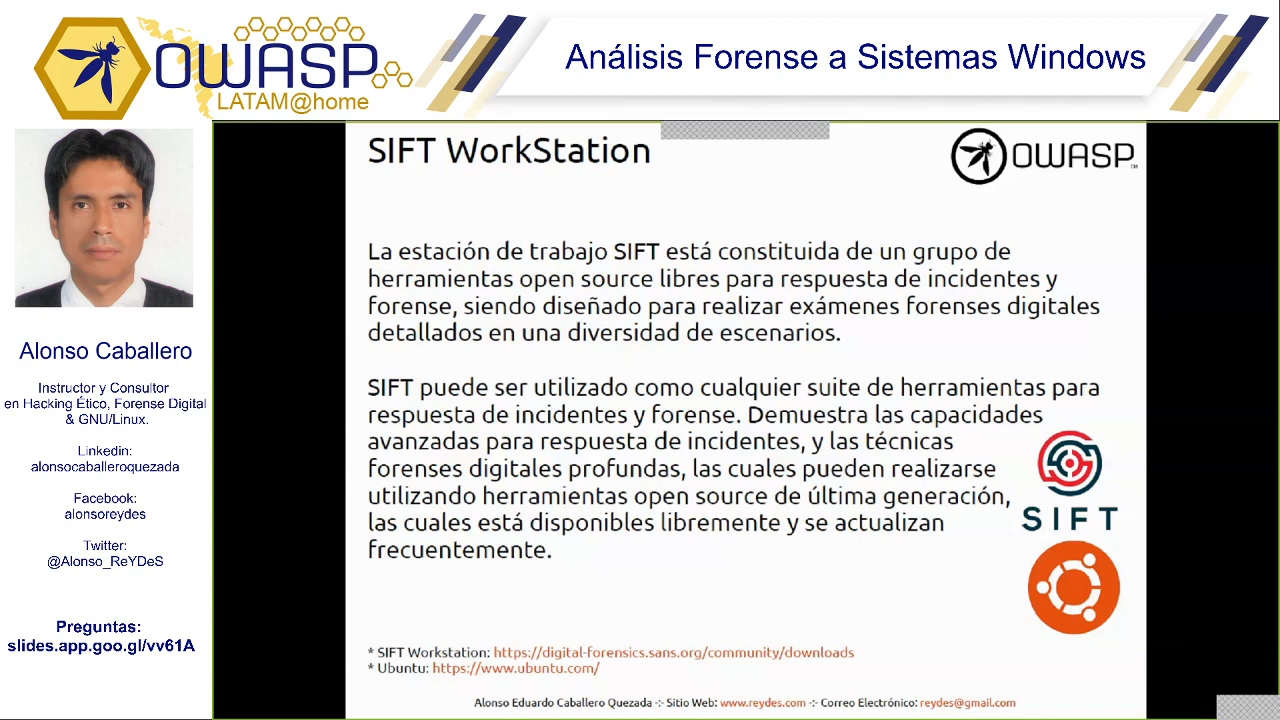 OWASP
LATAM@home
Análisis Forense a Sistemas Windows
Alonso Caballero
Instructor y Consultor
en Hacking Ético, Forense Digital
& GNU/Linux.
Linkedin:
alonsocaballeroquezada
Facebook:
alonsoreydes
Twitter:
@Alonso_ReYDeS
Preguntas:
slides.app.goo.gl/vv61A
SIFT WorkStation
OWASP™
La estación de trabajo SIFT está constituida de un grupo de
herramientas open source libres para respuesta de incidentes y
forense, siendo diseñado para realizar exámenes forenses digitales
detallados en una diversidad de escenarios.
SIFT puede ser utilizado como cualquier suite de herramientas para
respuesta de incidentes y forense. Demuestra las capacidades
avanzadas para respuesta de incidentes, y las técnicas
forenses digitales profundas, las cuales pueden realizarse
utilizando herramientas open source de última generación,
las cuales está disponibles libremente y se actualizan
frecuentemente.
SIFT
* SIFT Workstation: https://digital-forensics.sans.org/community/downloads
* Ubuntu: https://www.ubuntu.com/
Alonso Eduardo Caballero Quezada -:- Sitio Web: www.reydes.com -:- Correo Electrónico: reydes@gmail.com